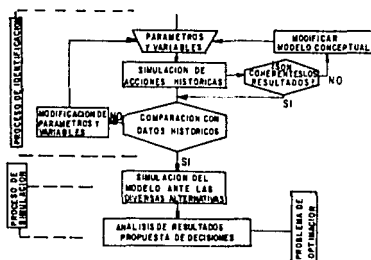 PARAMETROS
Y VARIABLES
MODIFICAR
MODELO CONCEPTUAL
SIMULACION DE
ACCIONES HISTORICAS
¿SON
COHERENTES LOS
RESULTADOS?
NO
SI
PROCESO DE IDENTIFICACION
MODIFICACION DE
PARAMETROS Y
VARIABLES
NO
COMPARACION CON
DATOS HISTORICOS
SI
PROCESO DE
SIMULACION
SIMULACION DEL
MODELO ANTE LAS
DIVERSAS ALTERNATIVAS
ANALISIS DE RESULTADOS
PROPUESTA DE DECISIONES
PROBLEMA DE
OPTIMACION